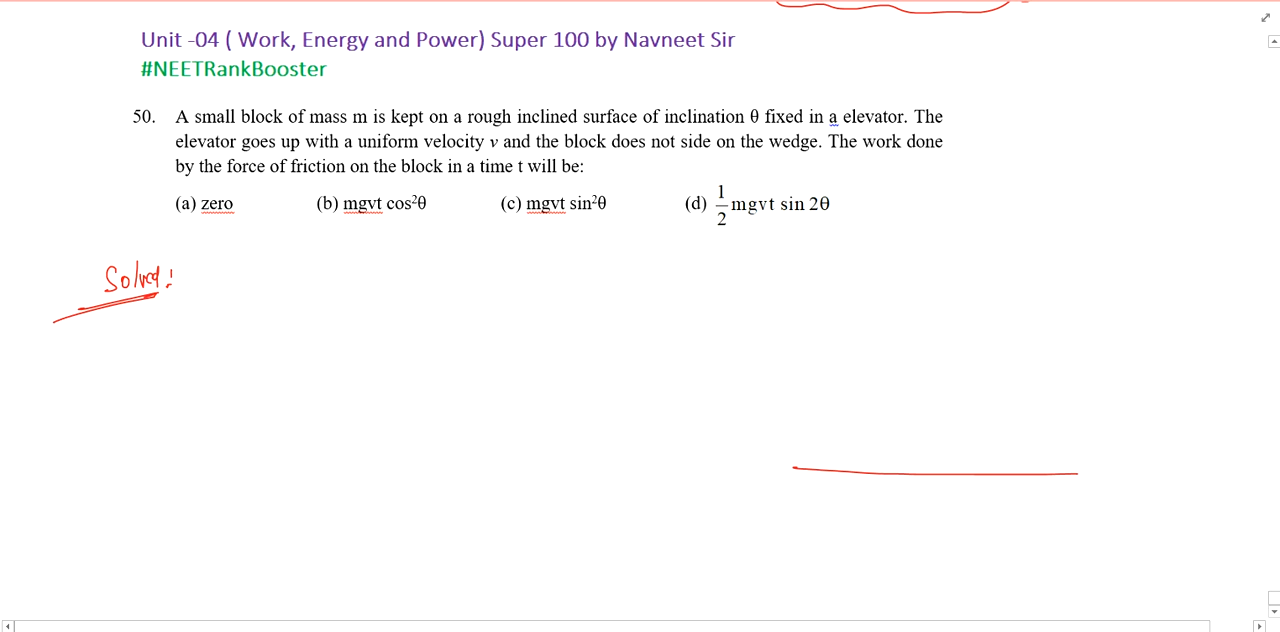 Unit -04 ( Work, Energy and Power) Super 100 by Navneet Sir
#NEETRankBooster
50. A small block of mass m is kept on a rough inclined surface of inclination θ fixed in a elevator. The
elevator goes up with a uniform velocity v and the block does not side on the wedge. The work done
by the force of friction on the block in a time t will be:
(a) zero (b) mgvt cos²θ (c) mgvt sin²θ (d) 1/2 mgvt sin 2θ
Solved: